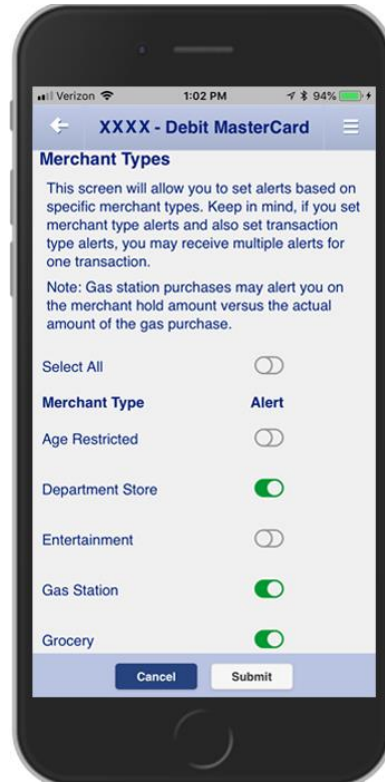 Verizon 1:02 PM 94%
XXXX - Debit MasterCard
Merchant Types
This screen will allow you to set alerts based on
specific merchant types. Keep in mind, if you set
merchant type alerts and also set transaction
type alerts, you may receive multiple alerts for
one transaction.
Note: Gas station purchases may alert you on
the merchant hold amount versus the actual
amount of the gas purchase.
Select All
Merchant Type Alert
Age Restricted
Department Store
Entertainment
Gas Station
Grocery
Cancel Submit